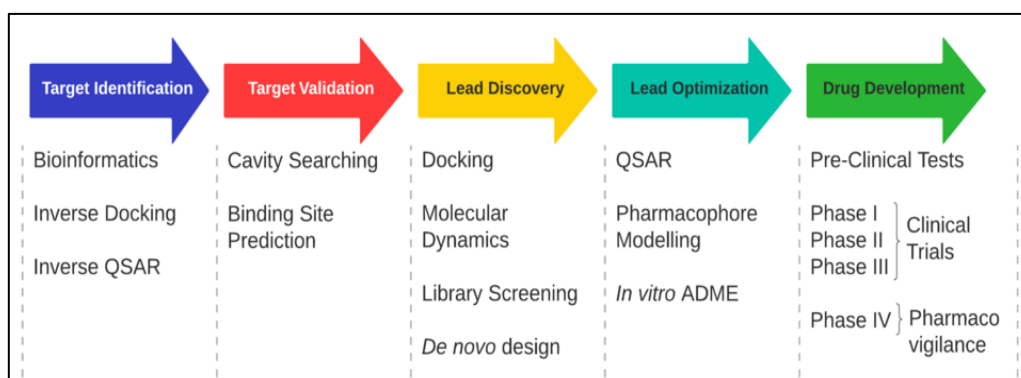 Target Identification
Target Validation
Lead Discovery
Lead Optimization
Drug Development
Bioinformatics
Inverse Docking
Inverse QSAR
Cavity Searching
Binding Site
Prediction
Docking
Molecular
Dynamics
Library Screening
De novo design
QSAR
Pharmacophore
Modelling
In vitro ADME
Pre-Clinical Tests
Phase I
Phase II
Phase III
Clinical
Trials
Phase IV
Pharmaco
vigilance